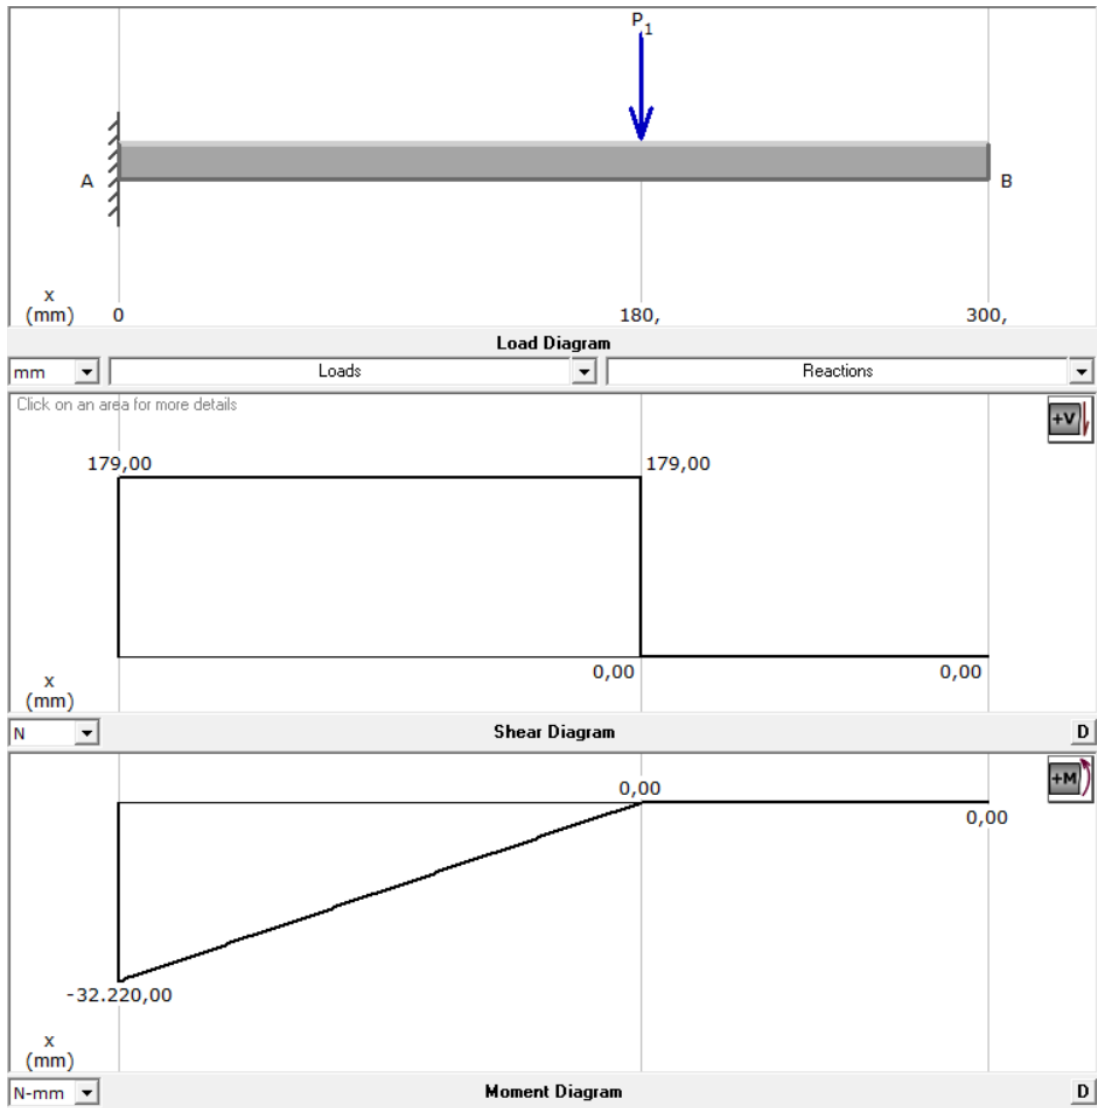 P1
A
B
x
(mm) 0 180, 300,
Load Diagram
mm Loads Reactions
Click on an area for more details
+V
179,00 179,00
0,00 0,00
x
(mm)
N Shear Diagram D
+M
0,00
0,00
-32.220,00
x
(mm)
N-mm Moment Diagram D